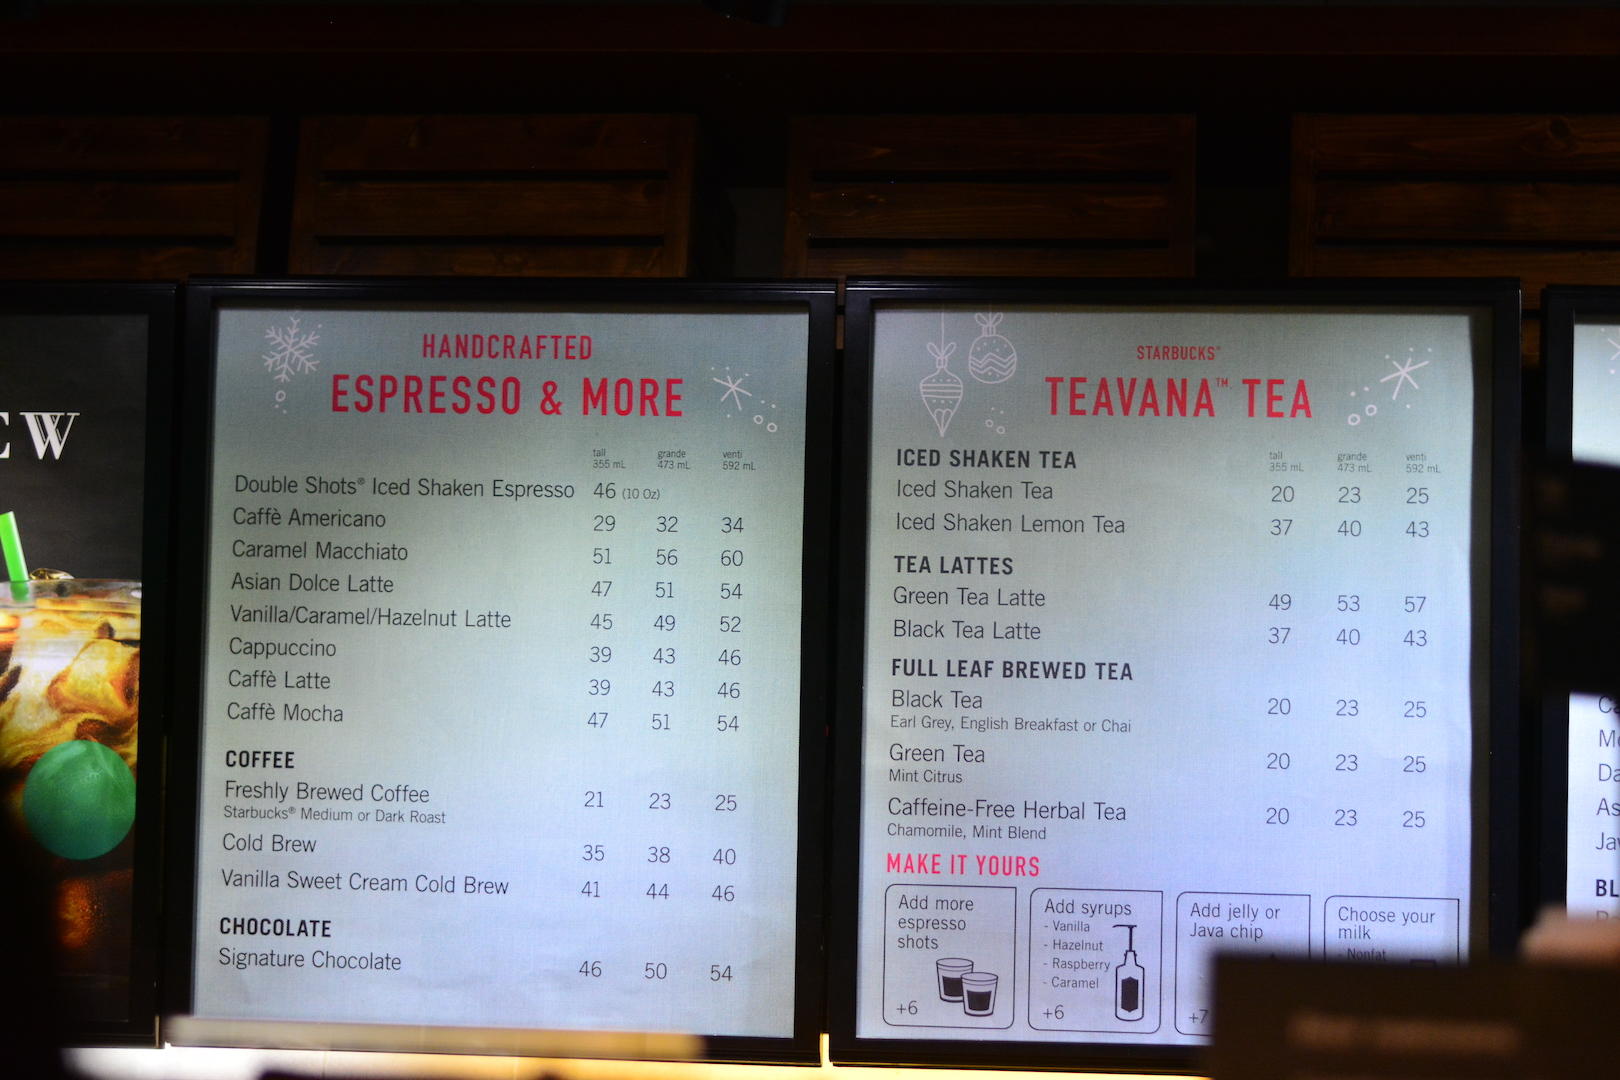 EW
HANDCRAFTED
ESPRESSO & MORE
tall grande venti
355 mL 473 mL 592 mL
Double Shots® Iced Shaken Espresso 46 (10 Oz)
Caffè Americano 29 32 34
Caramel Macchiato 51 56 60
Asian Dolce Latte 47 51 54
Vanilla/Caramel/Hazelnut Latte 45 49 52
Cappuccino 39 43 46
Caffè Latte 39 43 46
Caffè Mocha 47 51 54
COFFEE
Freshly Brewed Coffee 21 23 25
Starbucks® Medium or Dark Roast
Cold Brew 35 38 40
Vanilla Sweet Cream Cold Brew 41 44 46
CHOCOLATE
Signature Chocolate 46 50 54
STARBUCKS®
TEAVANA™ TEA
ICED SHAKEN TEA tall grande venti
355 mL 473 mL 592 mL
Iced Shaken Tea 20 23 25
Iced Shaken Lemon Tea 37 40 43
TEA LATTES
Green Tea Latte 49 53 57
Black Tea Latte 37 40 43
FULL LEAF BREWED TEA
Black Tea 20 23 25
Earl Grey, English Breakfast or Chai
Green Tea 20 23 25
Mint Citrus
Caffeine-Free Herbal Tea 20 23 25
Chamomile, Mint Blend
MAKE IT YOURS
Add more
espresso
shots
+6
Add syrups
- Vanilla
- Hazelnut
- Raspberry
- Caramel
+6
Add jelly or
Java chip
+7
Choose your
milk
- Nonfat
Ca
Mo
Da
As
Jav
BL